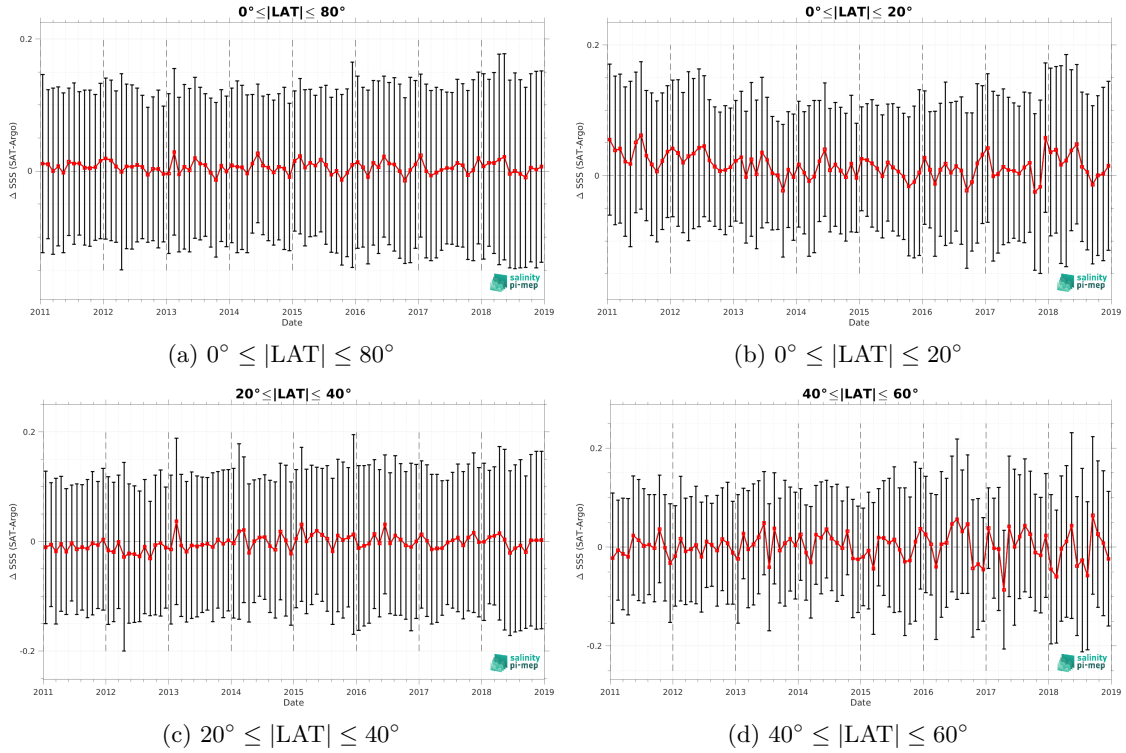 0°≤|LAT|≤ 80°
0.2
0
Δ SSS (SAT-Argo)
salinity
pi-mep
2011 2012 2013 2014 2015 2016 2017 2018 2019
Date
(a) 0° ≤ |LAT| ≤ 80°
0°≤|LAT|≤ 20°
0.2
0
Δ SSS (SAT-Argo)
salinity
pi-mep
2011 2012 2013 2014 2015 2016 2017 2018 2019
Date
(b) 0° ≤ |LAT| ≤ 20°
20°≤|LAT|≤ 40°
0.2
0
-0.2
Δ SSS (SAT-Argo)
salinity
pi-mep
2011 2012 2013 2014 2015 2016 2017 2018 2019
Date
(c) 20° ≤ |LAT| ≤ 40°
40°≤|LAT|≤ 60°
0.2
0
-0.2
Δ SSS (SAT-Argo)
salinity
pi-mep
2011 2012 2013 2014 2015 2016 2017 2018 2019
Date
(d) 40° ≤ |LAT| ≤ 60°